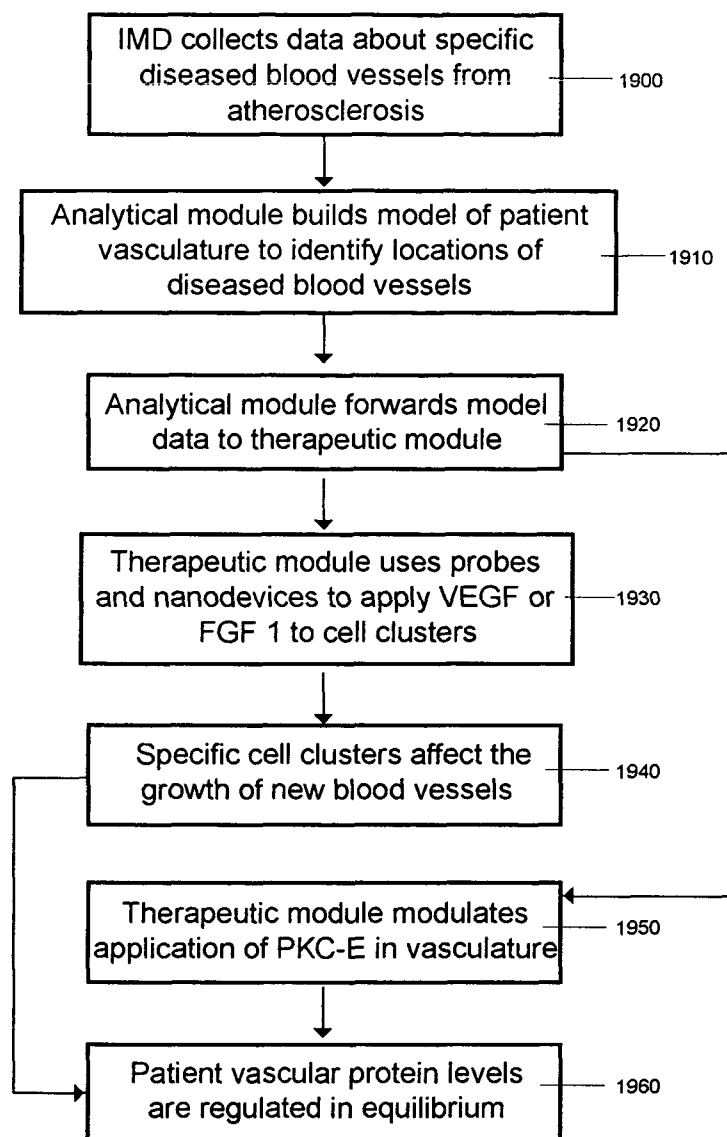 IMD collects data about specific
diseased blood vessels from
atherosclerosis
1900
Analytical module builds model of patient
vasculature to identify locations of
diseased blood vessels
1910
Analytical module forwards model
data to therapeutic module
1920
Therapeutic module uses probes
and nanodevices to apply VEGF or
FGF 1 to cell clusters
1930
Specific cell clusters affect the
growth of new blood vessels
1940
Therapeutic module modulates
application of PKC-E in vasculature
1950
Patient vascular protein levels
are regulated in equilibrium
1960